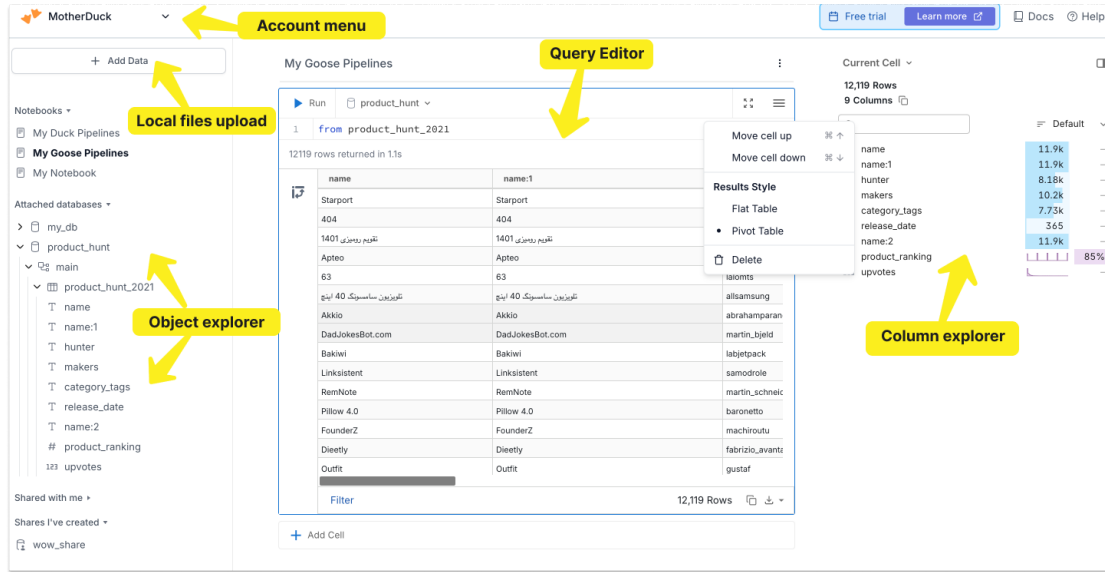 MotherDuck
Account menu
Free trial
Learn more
Docs
Help
+ Add Data
Local files upload
Notebooks
My Duck Pipelines
My Goose Pipelines
My Notebook
Attached databases
my_db
product_hunt
main
product_hunt_2021
T name
T name:1
T hunter
T makers
T category_tags
T release_date
T name:2
# product_ranking
123 upvotes
Object explorer
Shared with me
Shares I've created
wow_share
My Goose Pipelines
Query Editor
Run
product_hunt
1 from product_hunt_2021
12119 rows returned in 1.1s
name name:1
Starport Starport
404 404
تقویم رومیزی 1401 تقویم رومیزی 1401
Apteo Apteo
63 63
تلویزیون سامسونگ 40 اینچ تلویزیون سامسونگ 40 اینچ allsamsung
Akkio Akkio abrahamparan
DadJokesBot.com DadJokesBot.com martin_bjeld
Bakiwi Bakiwi labjetpack
Linksistent Linksistent samodrole
RemNote RemNote martin_schneid
Pillow 4.0 Pillow 4.0 baronetto
FounderZ FounderZ machiroutu
Dieetly Dieetly fabrizio_avanta
Outfit Outfit gustaf
Filter
12,119 Rows
+ Add Cell
Move cell up ⌘ ↑
Move cell down ⌘ ↓
Results Style
Flat Table
• Pivot Table
Delete
Current Cell
12,119 Rows
9 Columns
Default
name 11.9k
name:1 11.9k
hunter 8.18k
makers 10.2k
category_tags 7.73k
release_date 365
name:2 11.9k
product_ranking 85%
upvotes
Column explorer